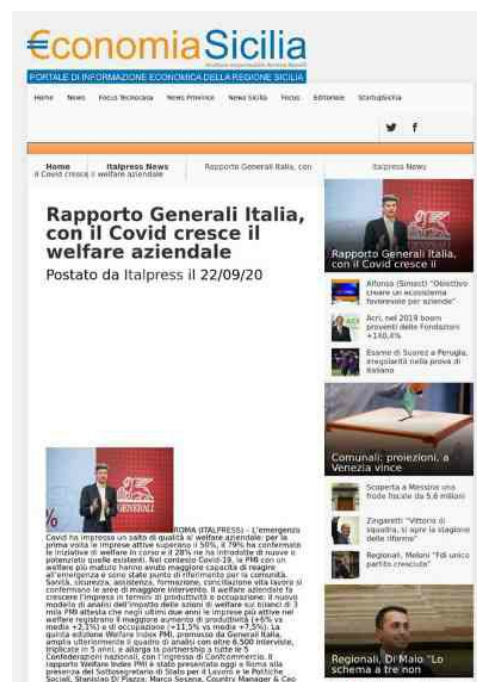 €conomiaSicilia
PORTALE DI INFORMAZIONE ECONOMICA DELLA REGIONE SICILIA
Home News Focus Tecnocasa News Province News Sicilia Focus Editoriale StartupSicilia
Home Italpress News Rapporto Generali Italia, con
il Covid cresce il welfare aziendale
Rapporto Generali Italia,
con il Covid cresce il
welfare aziendale
Postato da Italpress il 22/09/20
GENERALI
ROMA (ITALPRESS) – L'emergenza
Covid ha impresso un salto di qualità al welfare aziendale: per la
prima volta le imprese attive superano il 50%, il 79% ha confermato
le iniziative di welfare in corso e il 28% ne ha introdotte di nuove o
potenziato quelle esistenti. Nel contesto Covid-19, le PMI con un
welfare più maturo hanno avuto maggiore capacità di reagire
all'emergenza e sono state punto di riferimento per la comunità.
Sanità, sicurezza, assistenza, formazione, conciliazione vita lavoro si
confermano le aree di maggiore intervento. Il welfare aziendale fa
crescere l'impresa in termini di produttività e occupazione: il nuovo
modello di analisi dell'impatto delle azioni di welfare sui bilanci di 3
mila PMI attesta che negli ultimi due anni le imprese più attive nel
welfare registrano il maggiore aumento di produttività (+6% vs
media +2,1%) e di occupazione (+11,5% vs media +7,5%). La
quinta edizione Welfare Index PMI, promosso da Generali Italia,
amplia ulteriormente il quadro di analisi con oltre 6.500 interviste,
triplicate in 5 anni, e allarga la partnership a tutte le 5
Confederazioni nazionali, con l'ingresso di Confcommercio. Il
rapporto Welfare Index PMI è stato presentato oggi a Roma alla
presenza del Sottosegretario di Stato per il Lavoro e le Politiche
Sociali, Stanislao Di Piazza. Marco Sesana, Country Manager & Ceo
Italpress News
Rapporto Generali Italia,
con il Covid cresce il
Alfonso (Simest) "Obiettivo
creare un ecosistema
favorevole per aziende"
Acri, nel 2019 boom
proventi delle Fondazioni
+140,4%
Esame di Suarez a Perugia,
irregolarità nella prova di
italiano
Comunali: proiezioni, a
Venezia vince
Scoperta a Messina una
frode fiscale da 5,6 milioni
Zingaretti "Vittoria di
squadra, si apre la stagione
delle riforme"
Regionali, Meloni "Fdi unico
partito cresciuto"
Regionali, Di Maio "Lo
schema a tre non